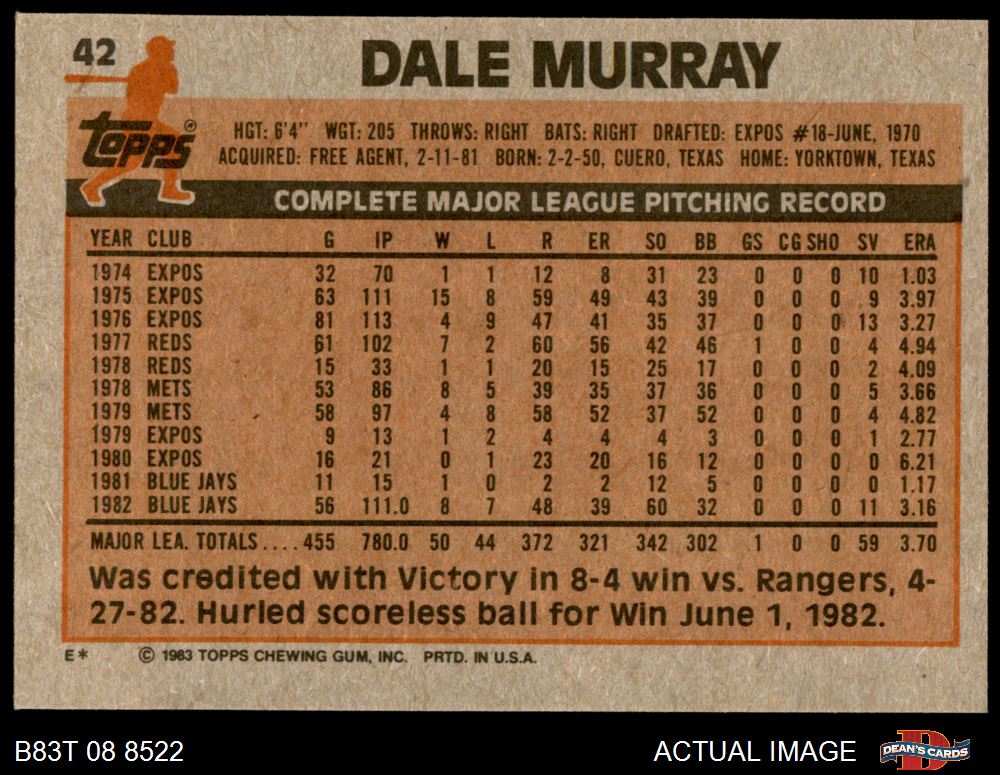 42
DALE MURRAY
Topps®
HGT: 6'4" WGT: 205 THROWS: RIGHT BATS: RIGHT DRAFTED: EXPOS #18-JUNE, 1970
ACQUIRED: FREE AGENT, 2-11-81 BORN: 2-2-50, CUERO, TEXAS HOME: YORKTOWN, TEXAS
COMPLETE MAJOR LEAGUE PITCHING RECORD
YEAR CLUB G IP W L R ER SO BB GS CG SHO SV ERA
1974 EXPOS 32 70 1 1 12 8 31 23 0 0 0 10 1.03
1975 EXPOS 63 111 15 8 59 49 43 39 0 0 0 9 3.97
1976 EXPOS 81 113 4 9 47 41 35 37 0 0 0 13 3.27
1977 REDS 61 102 7 2 60 56 42 46 1 0 0 4 4.94
1978 REDS 15 33 1 1 20 15 25 17 0 0 0 2 4.09
1978 METS 53 86 8 5 39 35 37 36 0 0 0 5 3.66
1979 METS 58 97 4 8 58 52 37 52 0 0 0 4 4.82
1979 EXPOS 9 13 1 2 4 4 4 3 0 0 0 1 2.77
1980 EXPOS 16 21 0 1 23 20 16 12 0 0 0 0 6.21
1981 BLUE JAYS 11 15 1 0 2 2 12 5 0 0 0 0 1.17
1982 BLUE JAYS 56 111.0 8 7 48 39 60 32 0 0 0 11 3.16
MAJOR LEA. TOTALS....455 780.0 50 44 372 321 342 302 1 0 0 59 3.70
Was credited with Victory in 8-4 win vs. Rangers, 4-
27-82. Hurled scoreless ball for Win June 1, 1982.
E* © 1983 TOPPS CHEWING GUM, INC. PRTD. IN U.S.A.
B83T 08 8522 ACTUAL IMAGE DEAN'S CARDS